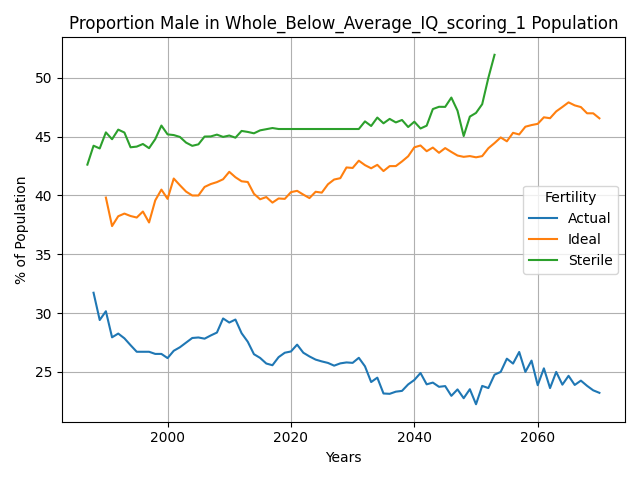 Proportion Male in Whole_Below_Average_IQ_scoring_1 Population
% of Population
50
45
40
35
30
25
Fertility
Actual
Ideal
Sterile
2000
2020
2040
2060
Years